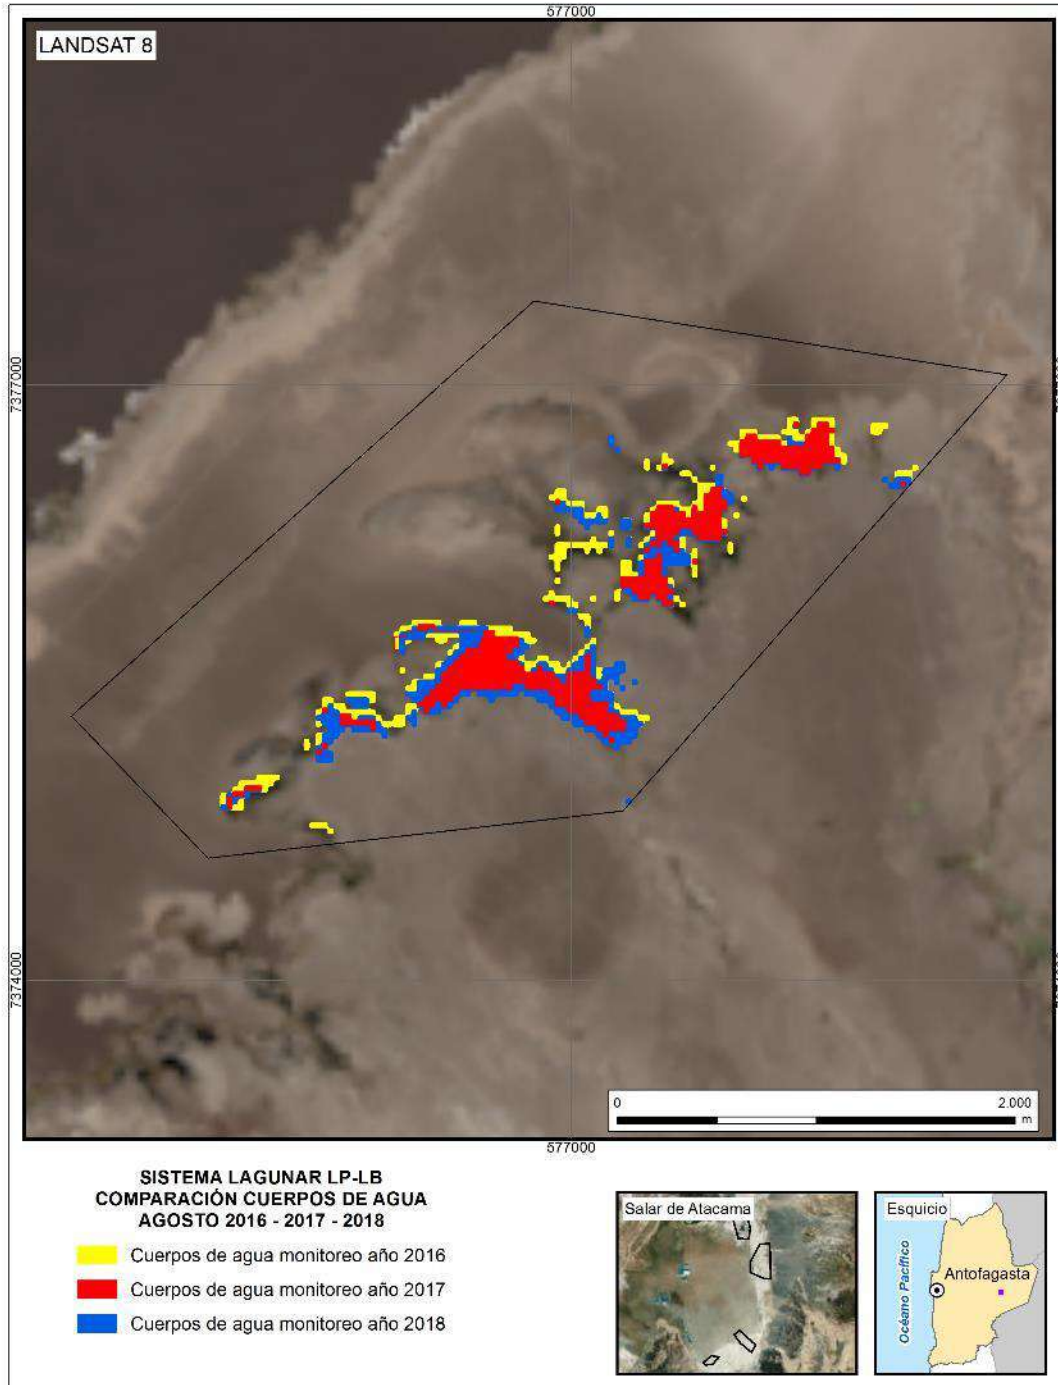 577000
LANDSAT 8
7377000
7374000
0 2.000
m
577000
SISTEMA LAGUNAR LP-LB
COMPARACIÓN CUERPOS DE AGUA
AGOSTO 2016 - 2017 - 2018
Cuerpos de agua monitoreo año 2016
Cuerpos de agua monitoreo año 2017
Cuerpos de agua monitoreo año 2018
Salar de Atacama
Esquicio
Océano Pacífico
Antofagasta